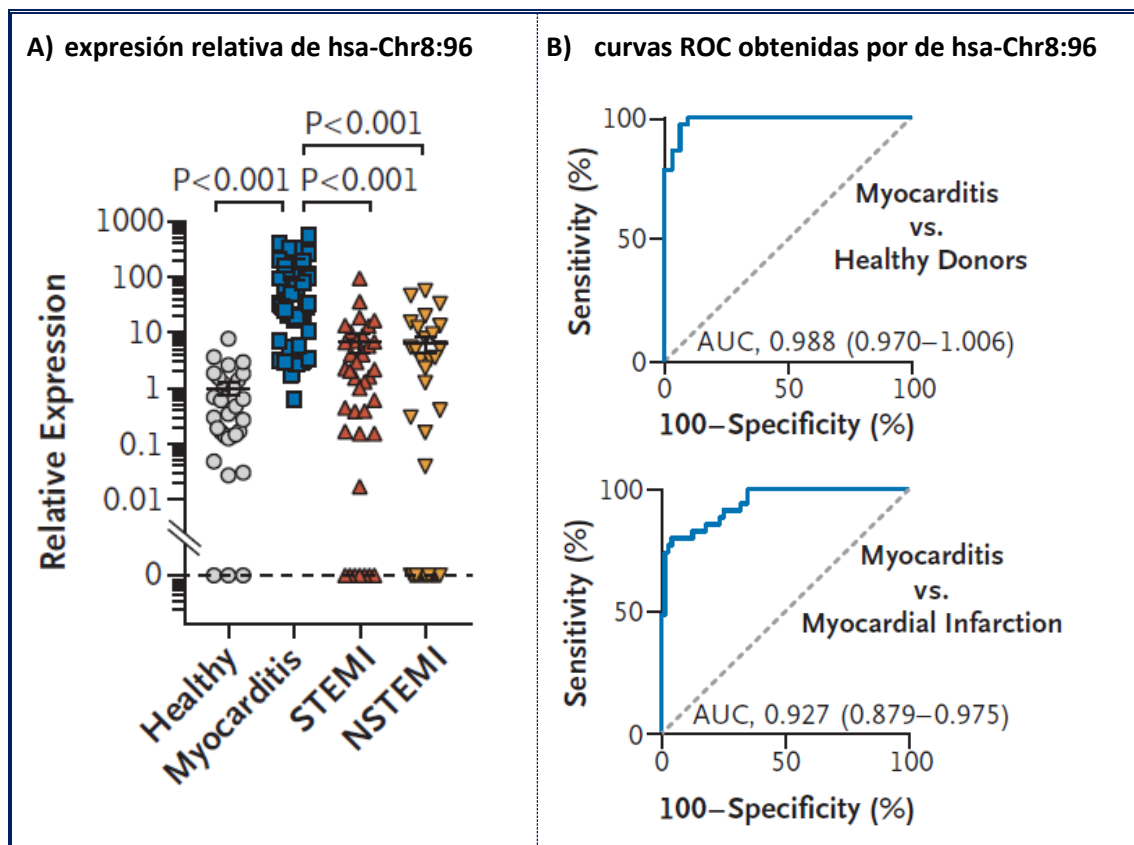 A) expresión relativa de hsa-Chr8:96
P<0.001
P<0.001 P<0.001
1000
100
10
1
0.1
0.01
0
Relative Expression
Healthy
Myocarditis
STEMI
NSTEMI
B) curvas ROC obtenidas por de hsa-Chr8:96
100
50
0
Sensitivity (%)
Myocarditis
vs.
Healthy Donors
AUC, 0.988 (0.970–1.006)
0 50 100
100–Specificity (%)
100
50
0
Sensitivity (%)
Myocarditis
vs.
Myocardial Infarction
AUC, 0.927 (0.879–0.975)
0 50 100
100–Specificity (%)